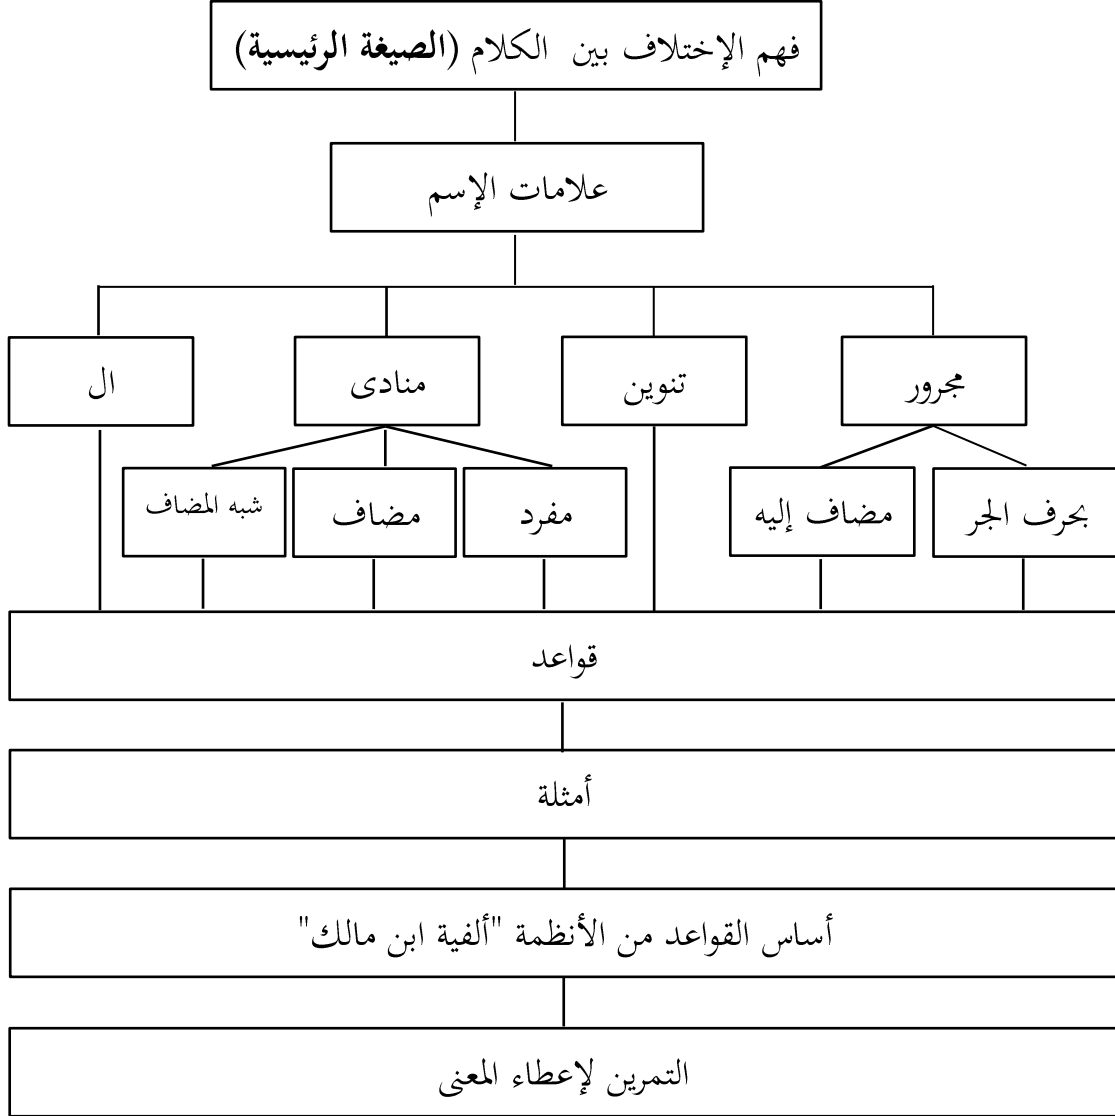 فهم الإختلاف بين الكلام (الصيغة الرئيسية)
علامات الإسم
مجرور
تنوين
منادى
ال
بحرف الجر
مضاف إليه
مفرد
مضاف
شبه المضاف
قواعد
أمثلة
أساس القواعد من الأنظمة "ألفية ابن مالك"
التمرين لإعطاء المعنى